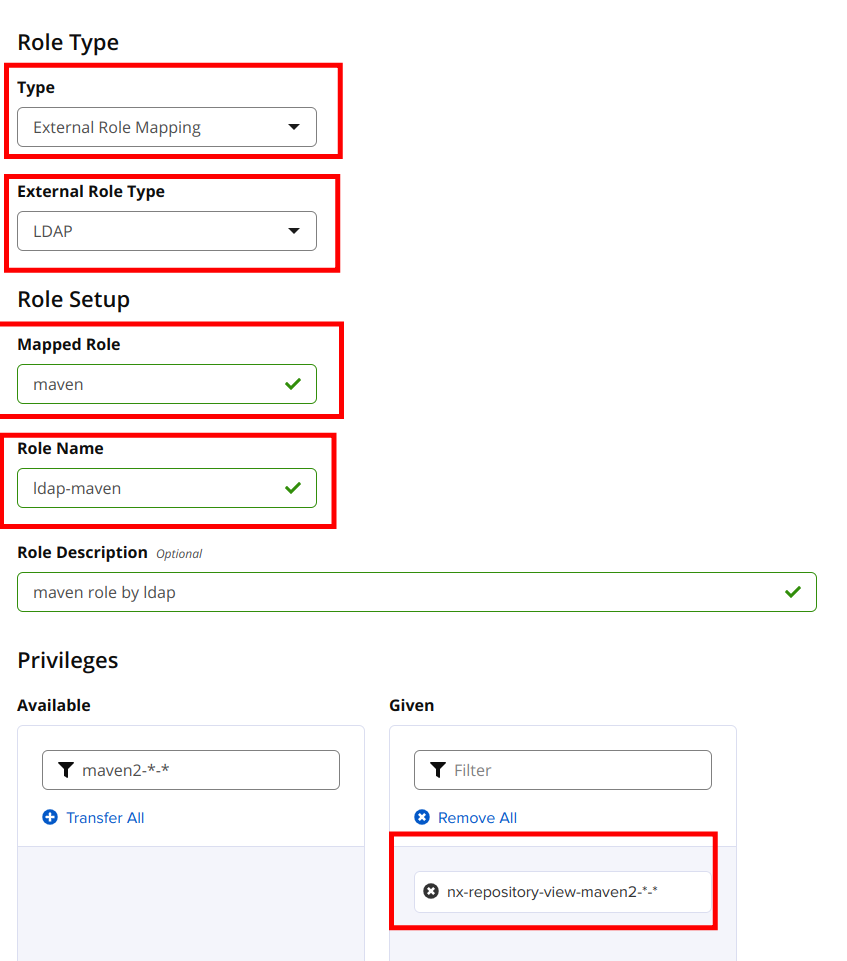 Role Type
Type
External Role Mapping
External Role Type
LDAP
Role Setup
Mapped Role
maven
Role Name
ldap-maven
Role Description Optional
maven role by ldap
Privileges
Available
maven2-*-*
Transfer All
Given
Filter
Remove All
nx-repository-view-maven2-*-*